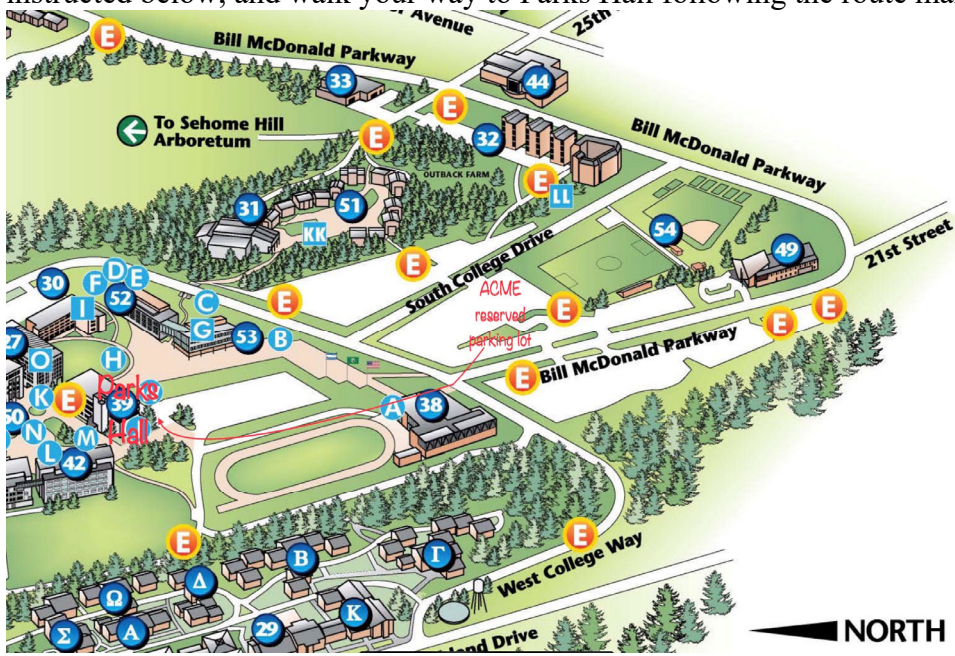 instructed below, and walk your way to Parks Hall following the route
Avenue
25th
Bill McDonald Parkway
33
44
E
E
E
To Sehome Hill
Arboretum
32
Bill McDonald Parkway
OUTBACK FARM
E
LL
31
51
KK
54
49
21st Street
E
South College Drive
30
F
D
E
52
I
C
G
53
B
E
ACME
reserved
parking lot
E
E
E
Bill McDonald Parkway
E
27
O
H
K
E
Parks
39
Hall
50
N
M
L
42
A
38
E
E
West College Way
Β
Γ
Δ
Ω
Σ
Α
29
Κ
Drive
NORTH